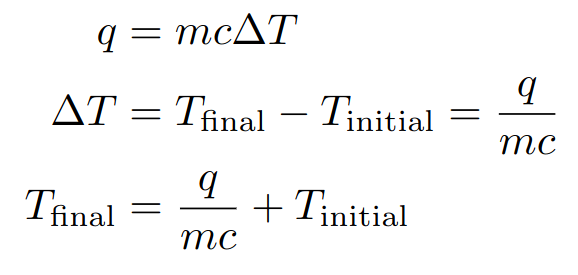 q = mcΔT
ΔT = T_final − T_initial = q/mc
T_final = q/mc + T_initial